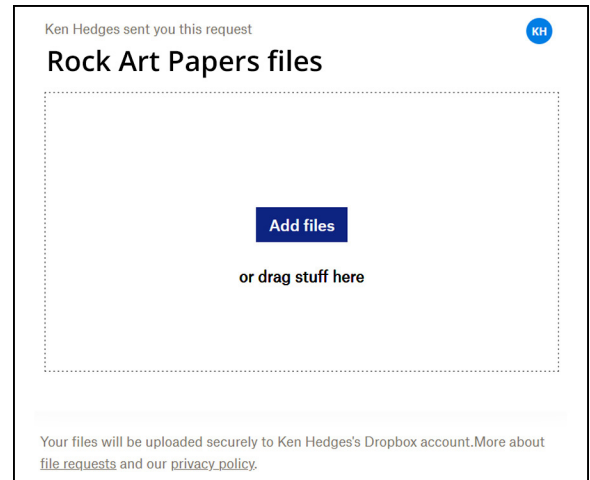 Ken Hedges sent you this request
KH
Rock Art Papers files
Add files
or drag stuff here
Your files will be uploaded securely to Ken Hedges's Dropbox account.More about
file requests and our privacy policy.